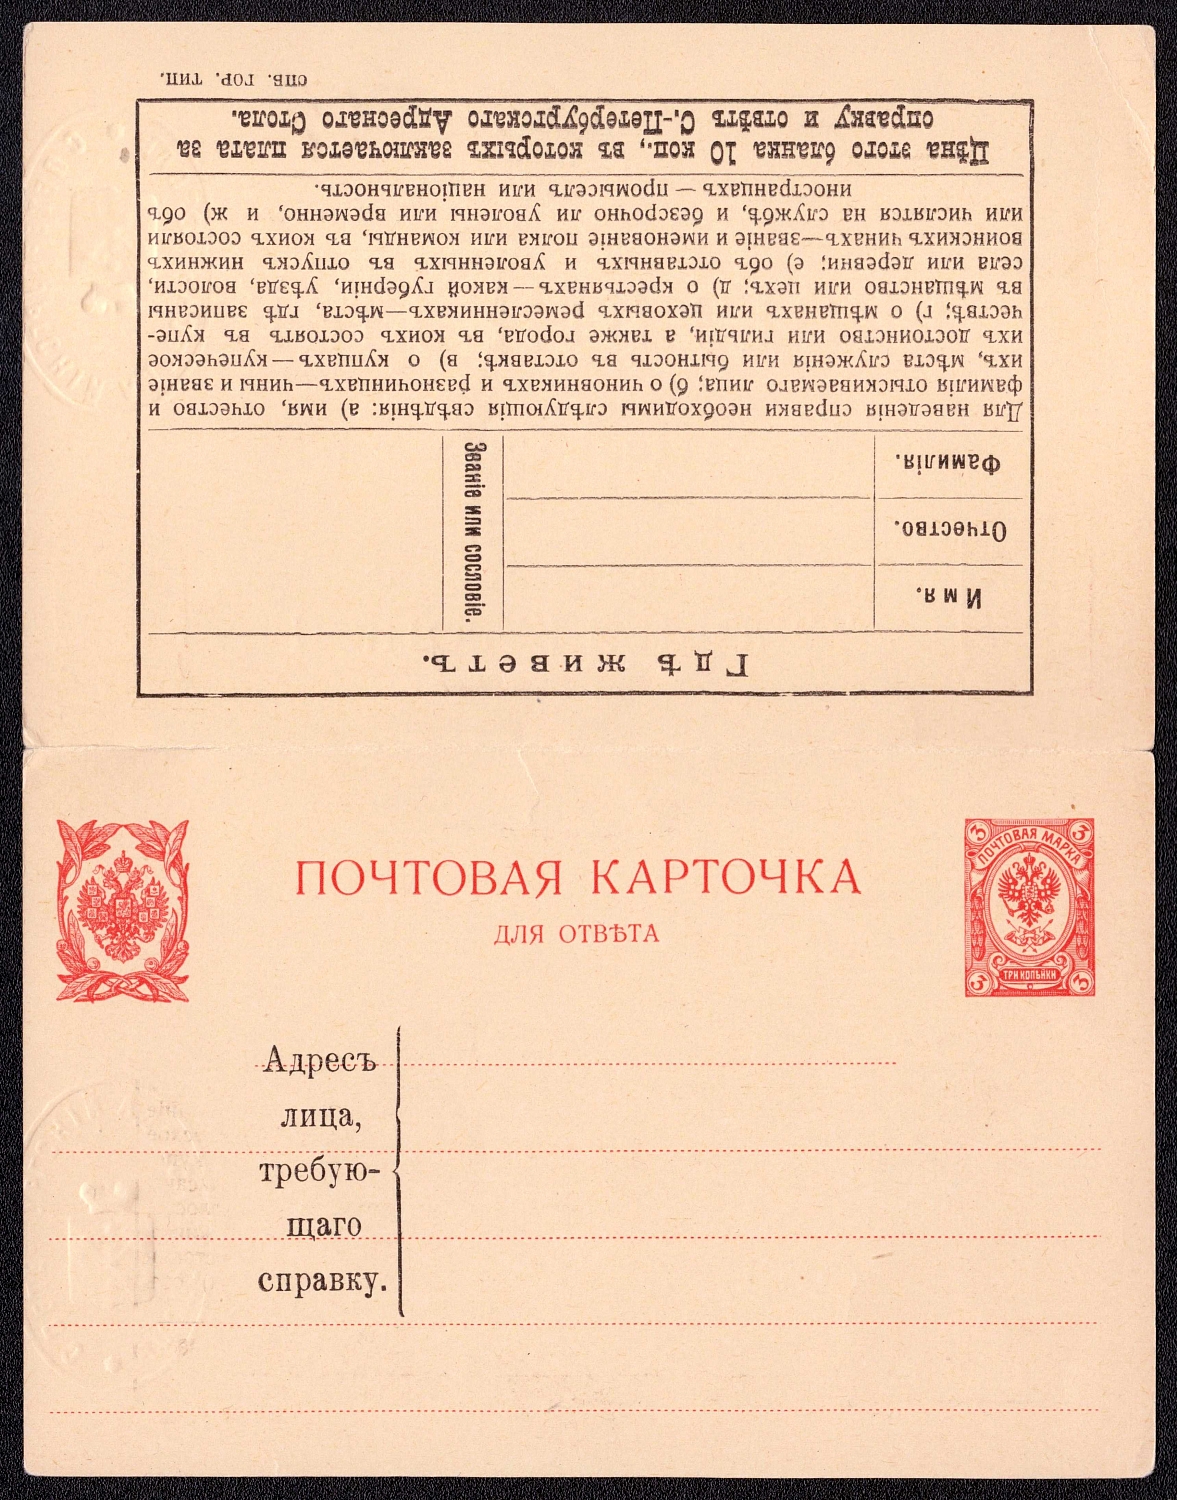 Гдѣ живетъ.
Имя.
Отчество.
Фамилія.
Званіе или сословіе.
Для наведенія справки необходимы слѣдующія свѣдѣнія: а) имя, отчество и
фамилія отыскиваемаго лица; б) о чиновникахъ и разночинцахъ—чины и званіе
ихъ, мѣста служенія или бытность въ отставкѣ; в) о купцахъ—купеческое
ихъ достоинство или гильдіи, а также города, въ коихъ состоятъ въ купе-
чествѣ; г) о мѣщанахъ или цеховыхъ ремесленникахъ—мѣста, гдѣ записаны
въ мѣщанство или цехъ; д) о крестьянахъ—какой губерніи, уѣзда, волости,
села или деревни; е) объ отставныхъ и уволенныхъ въ отпускъ нижнихъ
воинскихъ чинахъ—званіе и именованіе полка или команды, въ коихъ состояли
или числятся на службѣ, и безсрочно ли уволены или временно, и ж) объ
иностранцахъ — промыселъ или національность.
Цѣна этого бланка 10 коп., въ которыхъ заключается плата за
справку и отвѣтъ С.-Петербургскаго Адреснаго Стола.
СПБ. ГОР. ТИП.
ПОЧТОВАЯ КАРТОЧКА
ДЛЯ ОТВѢТА
3 3
ПОЧТОВАЯ МАРКА
ТРИ КОПѢЙКИ
3 3
Адресъ
лица,
требую-
щаго
справку.